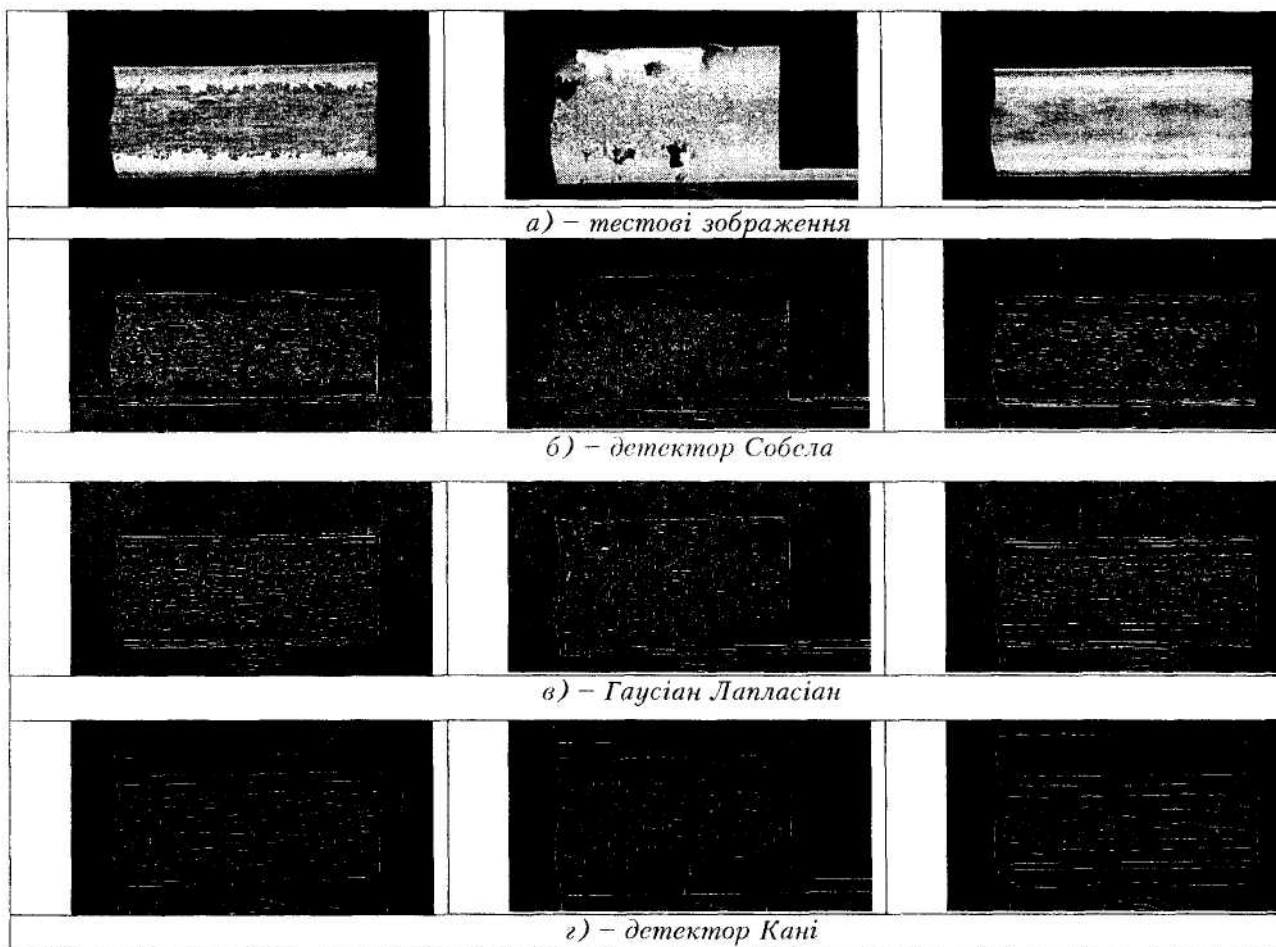 а) – тестові зображення
б) – детектор Собела
в) – Гаусіан Лапласіан
г) – детектор Кані